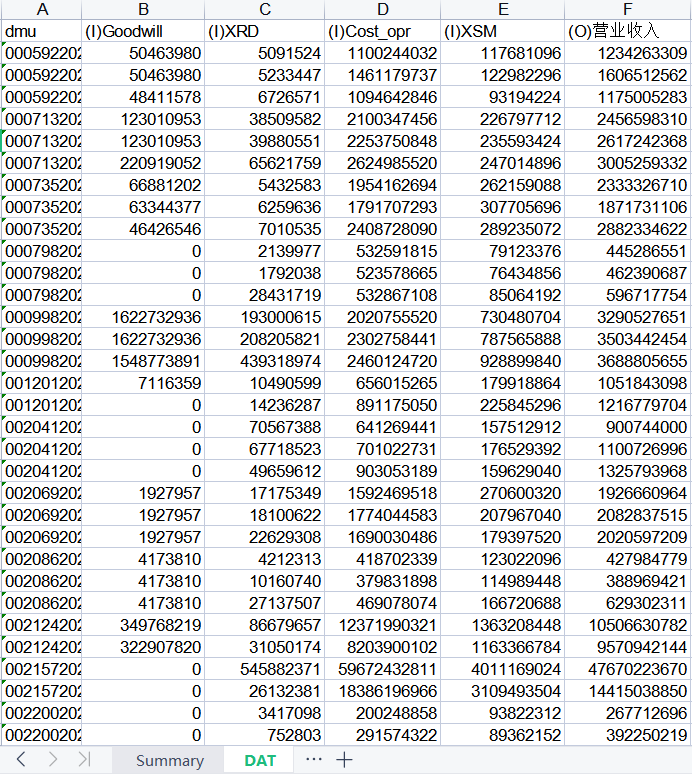 A B C D E F
dmu (I)Goodwill (I)XRD (I)Cost_opr (I)XSM (O)营业收入
000592202 50463980 5091524 1100244032 117681096 1234263309
000592202 50463980 5233447 1461179737 122982296 1606512562
000592202 48411578 6726571 1094642846 93194224 1175005283
000713202 123010953 38509582 2100347456 226797712 2456598310
000713202 123010953 39880551 2253750848 235593424 2617242368
000713202 220919052 65621759 2624985520 247014896 3005259332
000735202 66881202 5432583 1954162694 262159088 2333326710
000735202 63344377 6259636 1791707293 307705696 1871731106
000735202 46426546 7010535 2408728090 289235072 2882334622
000798202 0 2139977 532591815 79123376 445286551
000798202 0 1792038 523578665 76434856 462390687
000798202 0 28431719 532867108 85064192 596717754
000998202 1622732936 193000615 2020755520 730480704 3290527651
000998202 1622732936 208205821 2302758441 787565888 3503442454
000998202 1548773891 439318974 2460124720 928899840 3688805655
001201202 7116359 10490599 656015265 179918864 1051843098
001201202 0 14236287 891175050 225845296 1216779704
002041202 0 70567388 641269441 157512912 900744000
002041202 0 67718523 701022731 176529392 1100726996
002041202 0 49659612 903053189 159629040 1325793968
002069202 1927957 17175349 1592469518 270600320 1926660964
002069202 1927957 18100622 1774044583 207967040 2082837515
002069202 1927957 22629308 1690030486 179397520 2020597209
002086202 4173810 4212313 418702339 123022096 427984779
002086202 4173810 10160740 379831898 114989448 388969421
002086202 4173810 27137507 469078074 166720688 629302311
002124202 349768219 86679657 12371990321 1363208448 10506630782
002124202 322907820 31050174 8203900102 1163366784 9570942144
002157202 0 545882371 59672432811 4011169024 47670223670
002157202 0 26132381 18386196966 3109493504 14415038850
002200202 0 3417098 200248858 93822312 267712696
002200202 0 752803 291574322 89362152 392250219
Summary DAT ··· +